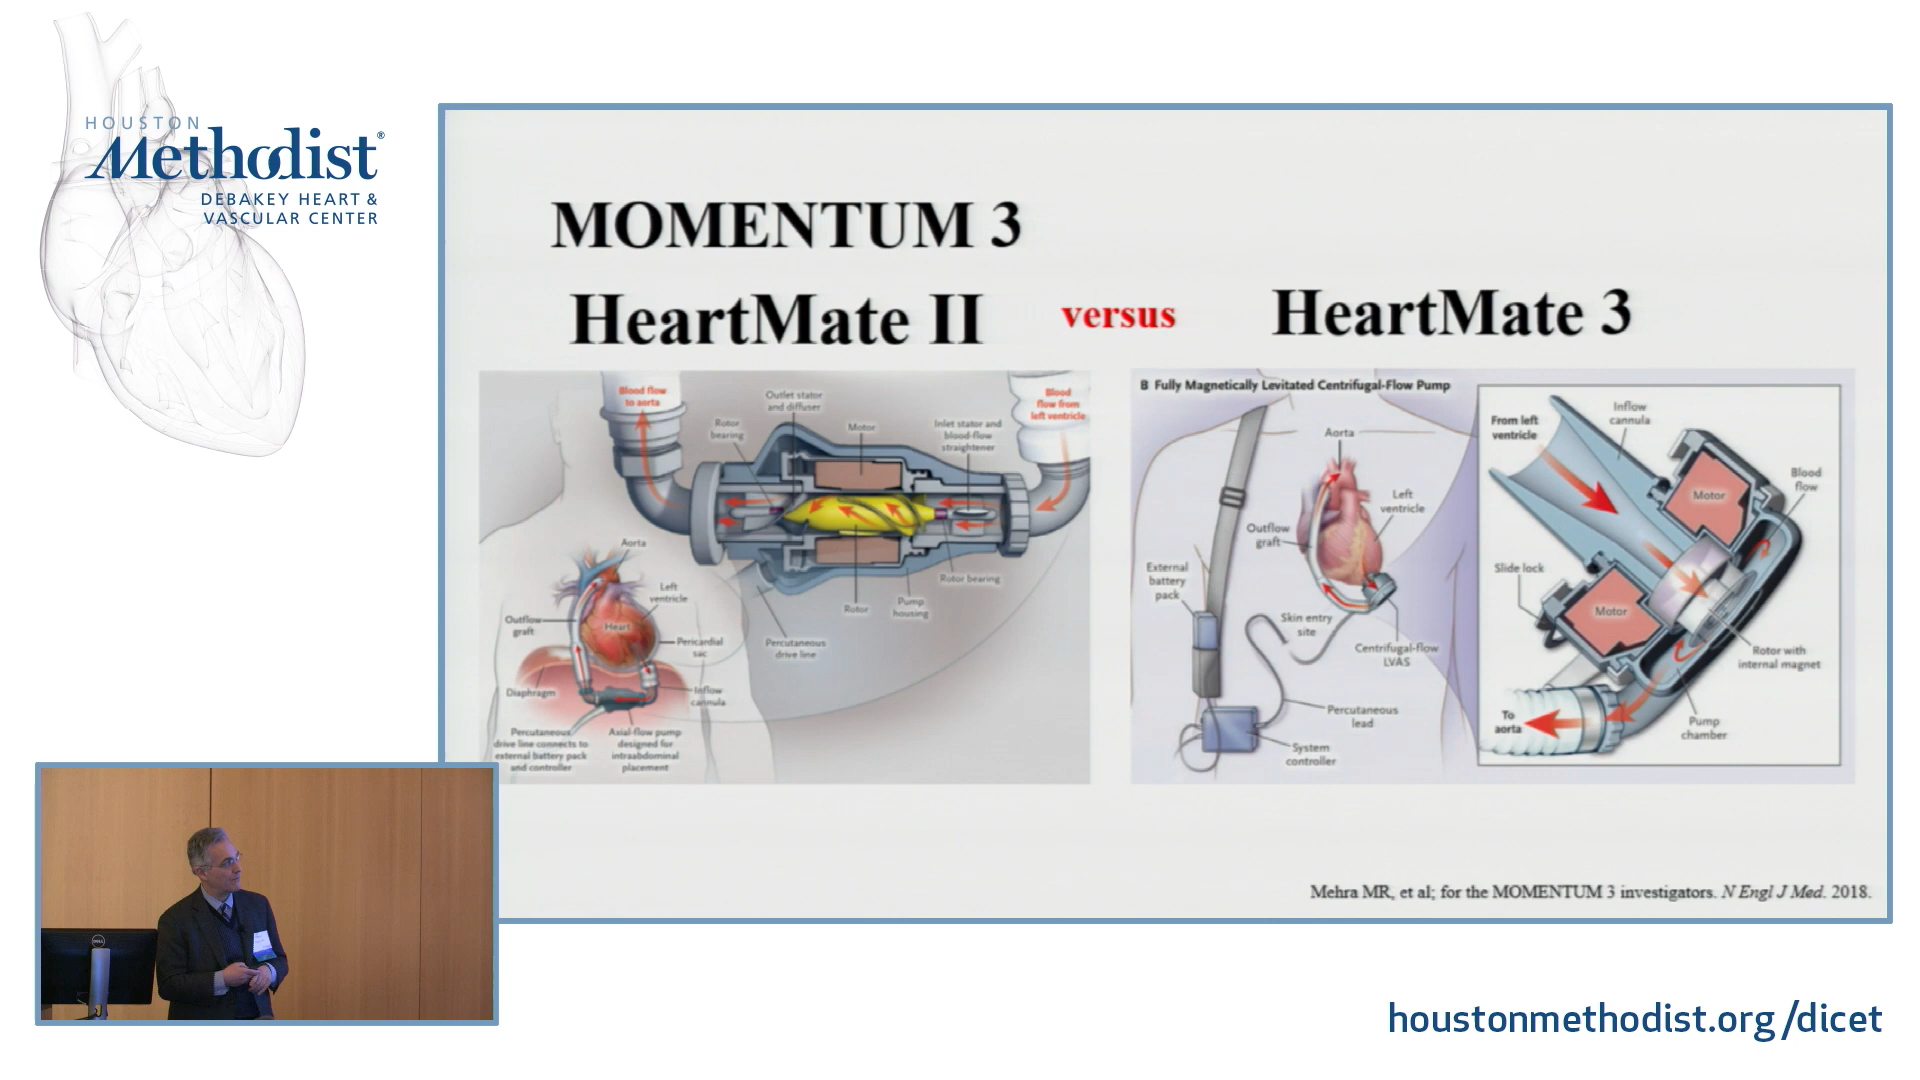 HOUSTON
Methodist®
DEBAKEY HEART &
VASCULAR CENTER
MOMENTUM 3
HeartMate II
versus
HeartMate 3
Blood flow
to aorta
Outlet stator
and diffuser
Rotor
bearing
Motor
Inlet stator and
blood-flow
straightener
Blood
flow from
left ventricle
Rotor bearing
Pump
housing
Rotor
Percutaneous
drive line
Aorta
Left
ventricle
Outflow
graft
Heart
Pericardial
sac
Diaphragm
Inflow
cannula
Percutaneous
drive line connects to
external battery pack
and controller
Axial-flow pump
designed for
intraabdominal
placement
B Fully Magnetically Levitated Centrifugal-Flow Pump
Aorta
Left
ventricle
Outflow
graft
External
battery
pack
Skin entry
site
Centrifugal-flow
LVAS
Percutaneous
lead
System
controller
From left
ventricle
Inflow
cannula
Motor
Blood
flow
Slide lock
Motor
Rotor with
internal magnet
Pump
chamber
To
aorta
Mehra MR, et al; for the MOMENTUM 3 investigators. N Engl J Med. 2018.
DELL
houstonmethodist.org/dicet